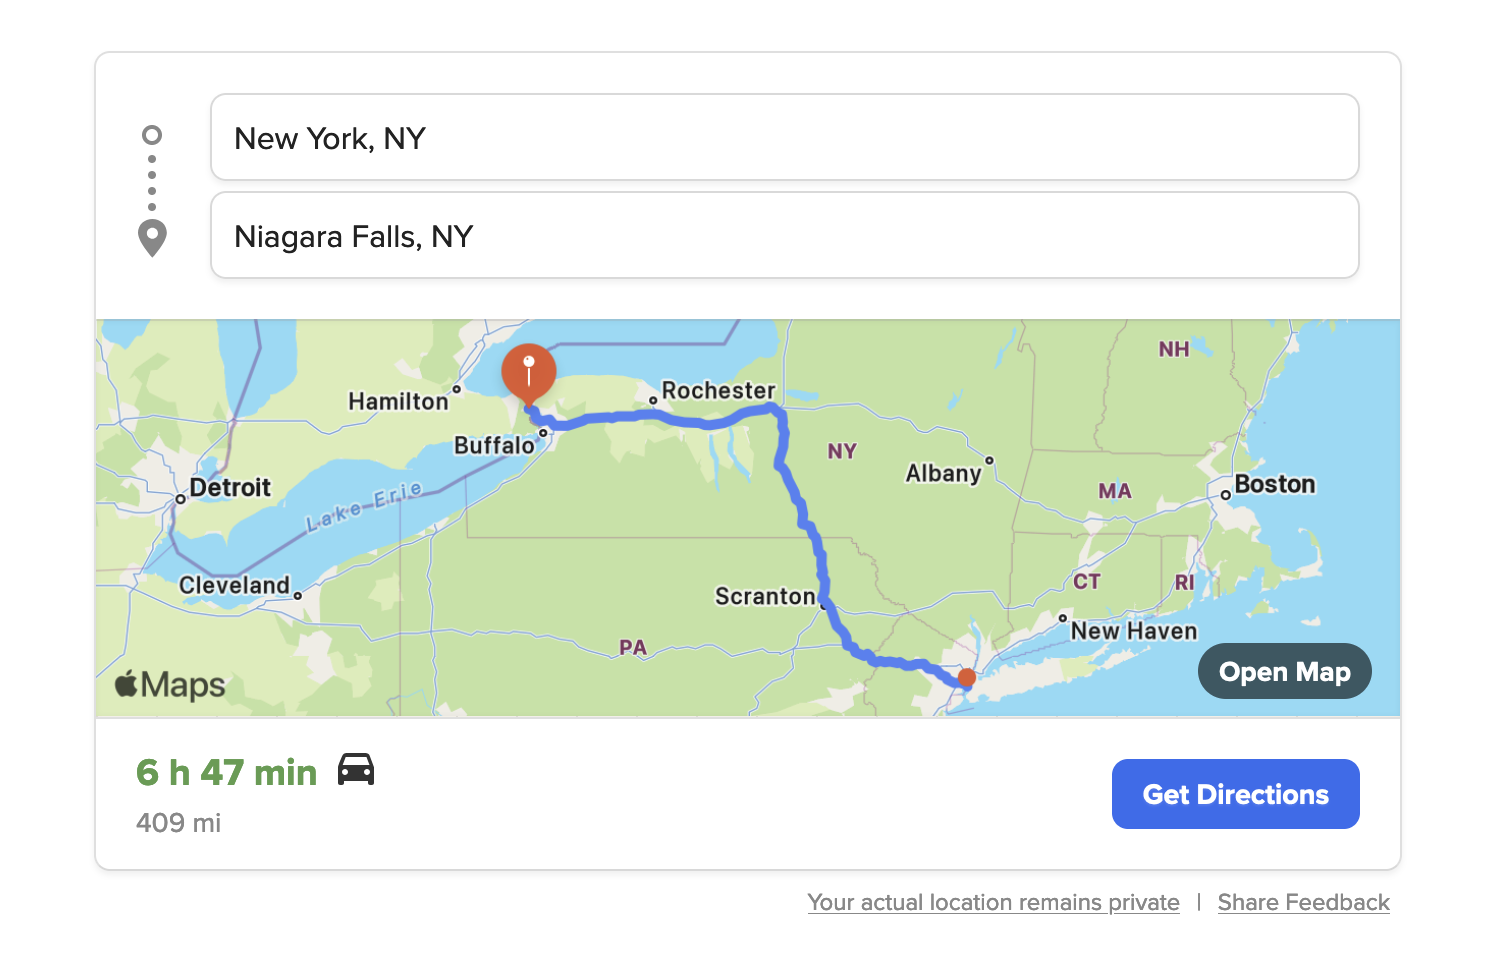 New York, NY
Niagara Falls, NY
NH
Hamilton
Rochester
Buffalo
NY
Albany
Detroit
Lake Erie
MA
Boston
Cleveland
Scranton
CT
RI
New Haven
PA
Maps
Open Map
6 h 47 min
409 mi
Get Directions
Your actual location remains private | Share Feedback